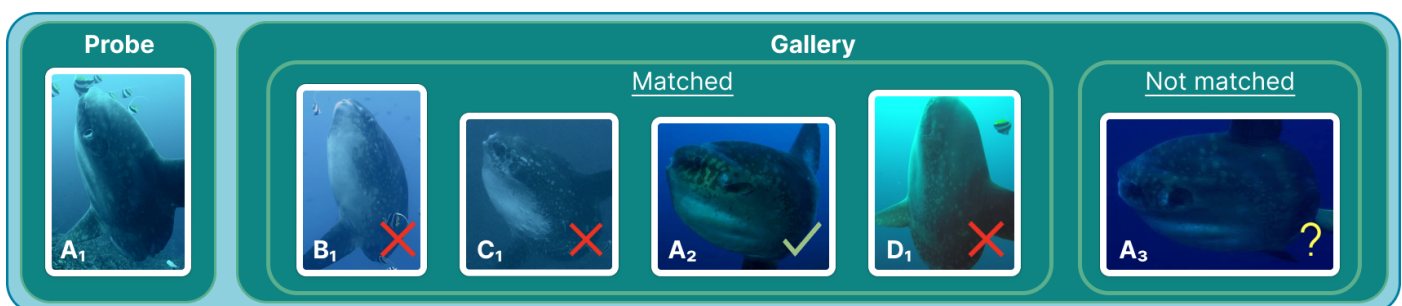 Probe
Gallery
Matched
Not matched
A₁
B₁
C₁
A₂
D₁
A₃
?